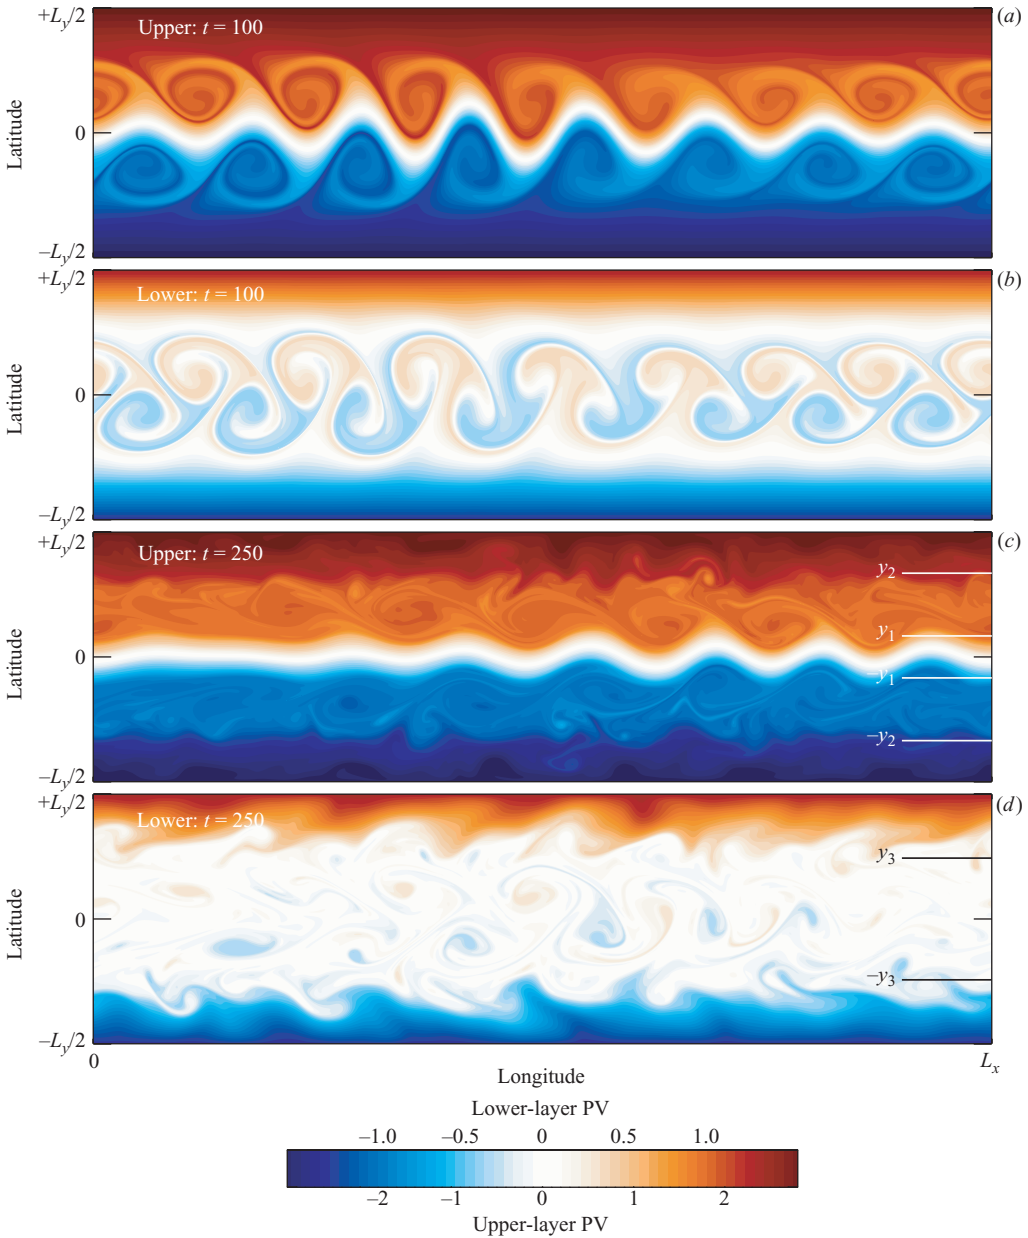 +Ly/2
(a)
Upper: t = 100
Latitude
0
–Ly/2
+Ly/2
(b)
Lower: t = 100
Latitude
0
–Ly/2
+Ly/2
(c)
Upper: t = 250
y2
Latitude
y1
0
–y1
–y2
–Ly/2
+Ly/2
(d)
Lower: t = 250
y3
Latitude
0
–y3
–Ly/2
0
Longitude
Lx
Lower-layer PV
–1.0 –0.5 0 0.5 1.0
–2 –1 0 1 2
Upper-layer PV